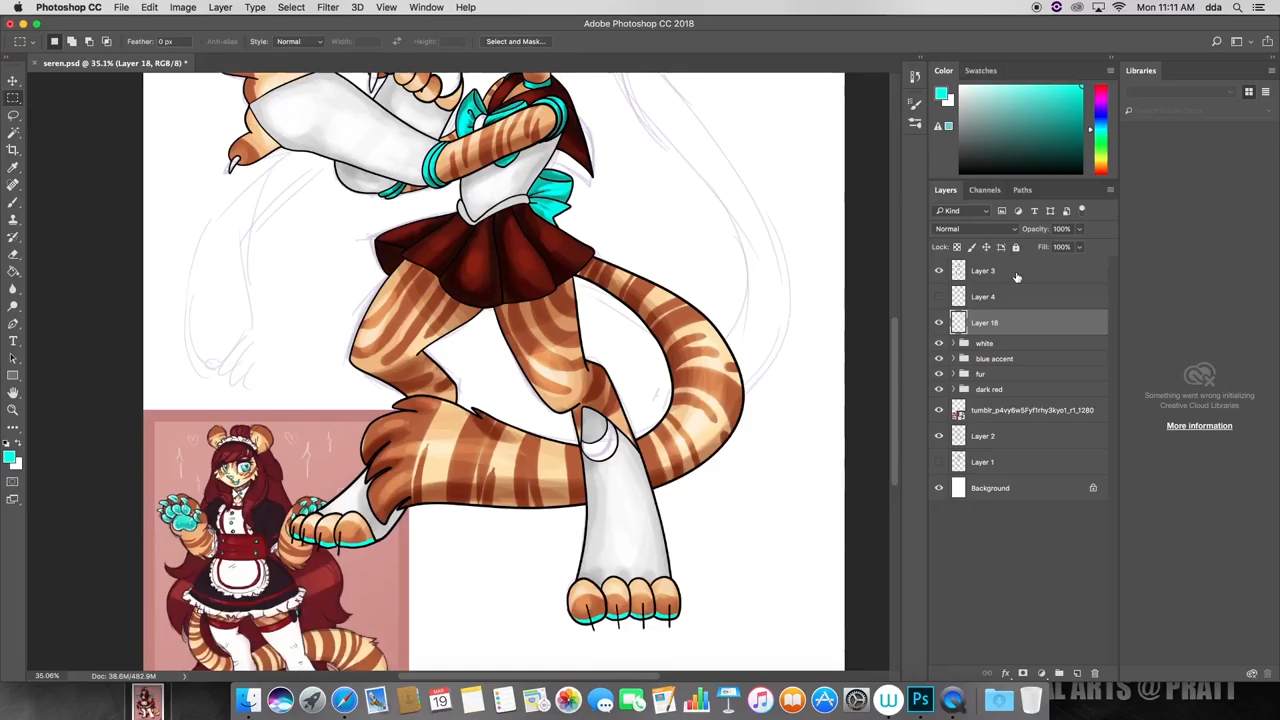 Photoshop CC File Edit Image Layer Type Select Filter 3D View Window Help Mon 11:11 AM dda
Adobe Photoshop CC 2018
Feather: 0 px Anti-alias Style: Normal Width: Height: Select and Mask...
seren.psd @ 35.1% (Layer 18, RGB/8) *
Color Swatches
Libraries
Layers Channels Paths
Kind
Normal Opacity: 100%
Lock: Fill: 100%
Layer 3
Layer 4
Layer 18
white
blue accent
fur
dark red
tumblr_p4vy6w5Fyf1rhy3kyo1_r1_1280
Layer 2
Layer 1
Background
Something went wrong initializing
Creative Cloud Libraries
More information
35.06% Doc: 38.6M/482.9M
MAR
19
AL ARTS @ PRATT
Ps